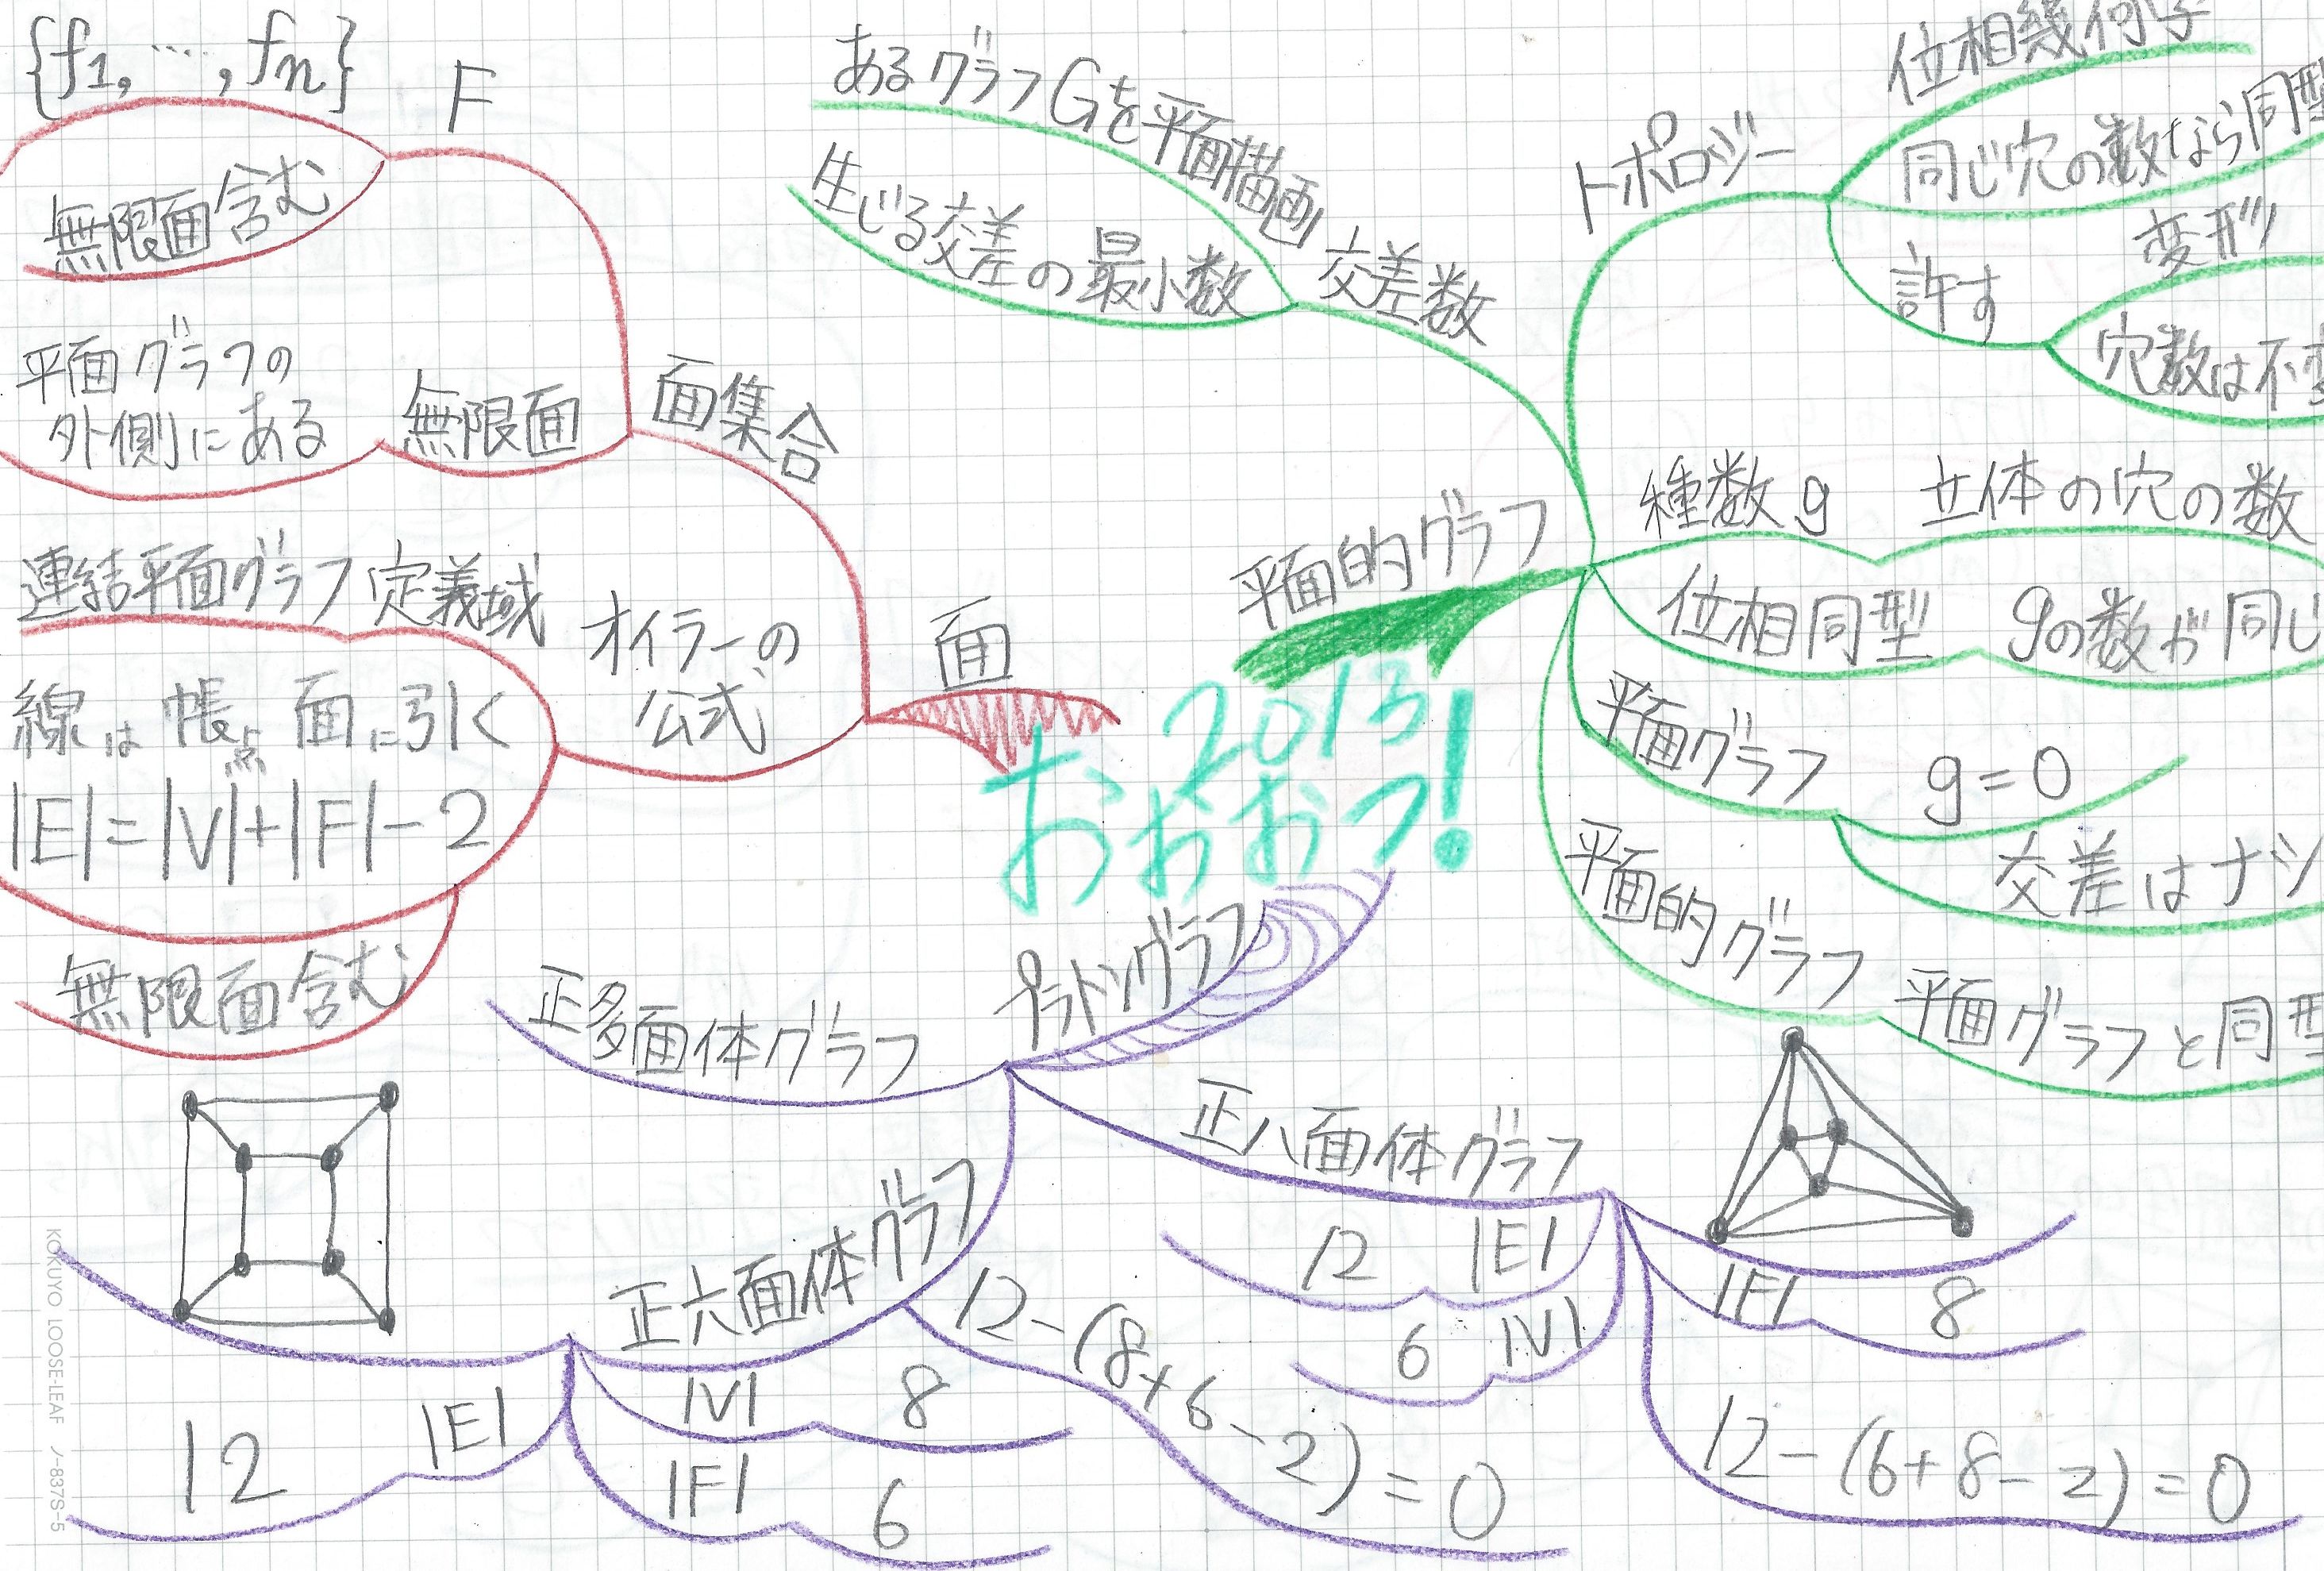 {f1, …, fn}
F
無限面含む
平面グラフの
外側にある
無限面
面集合
連結平面グラフ
定義域
オイラーの
公式
面
線は帳面に引く
点
|E|=|V|+|F|-2
無限面含む
あるグラフGを平面描画
生じる交差の最小数
交差数
トポロジー
位相幾何学
同じ穴の数なら同型
許す
変形
穴数は不変
平面的グラフ
種数g
立体の穴の数
位相同型
gの数が同じ
平面グラフ
g=0
交差はナシ
平面的グラフ
平面グラフと同型
2013
おおおっ!
プラトングラフ
正多面体グラフ
正六面体グラフ
12
|E|
|V|
8
|F|
6
12-(8+6-2)=0
正八面体グラフ
12
|E|
6
|V|
|F|
8
12-(6+8-2)=0
KOKUYO LOOSE-LEAF ノ-837S-5